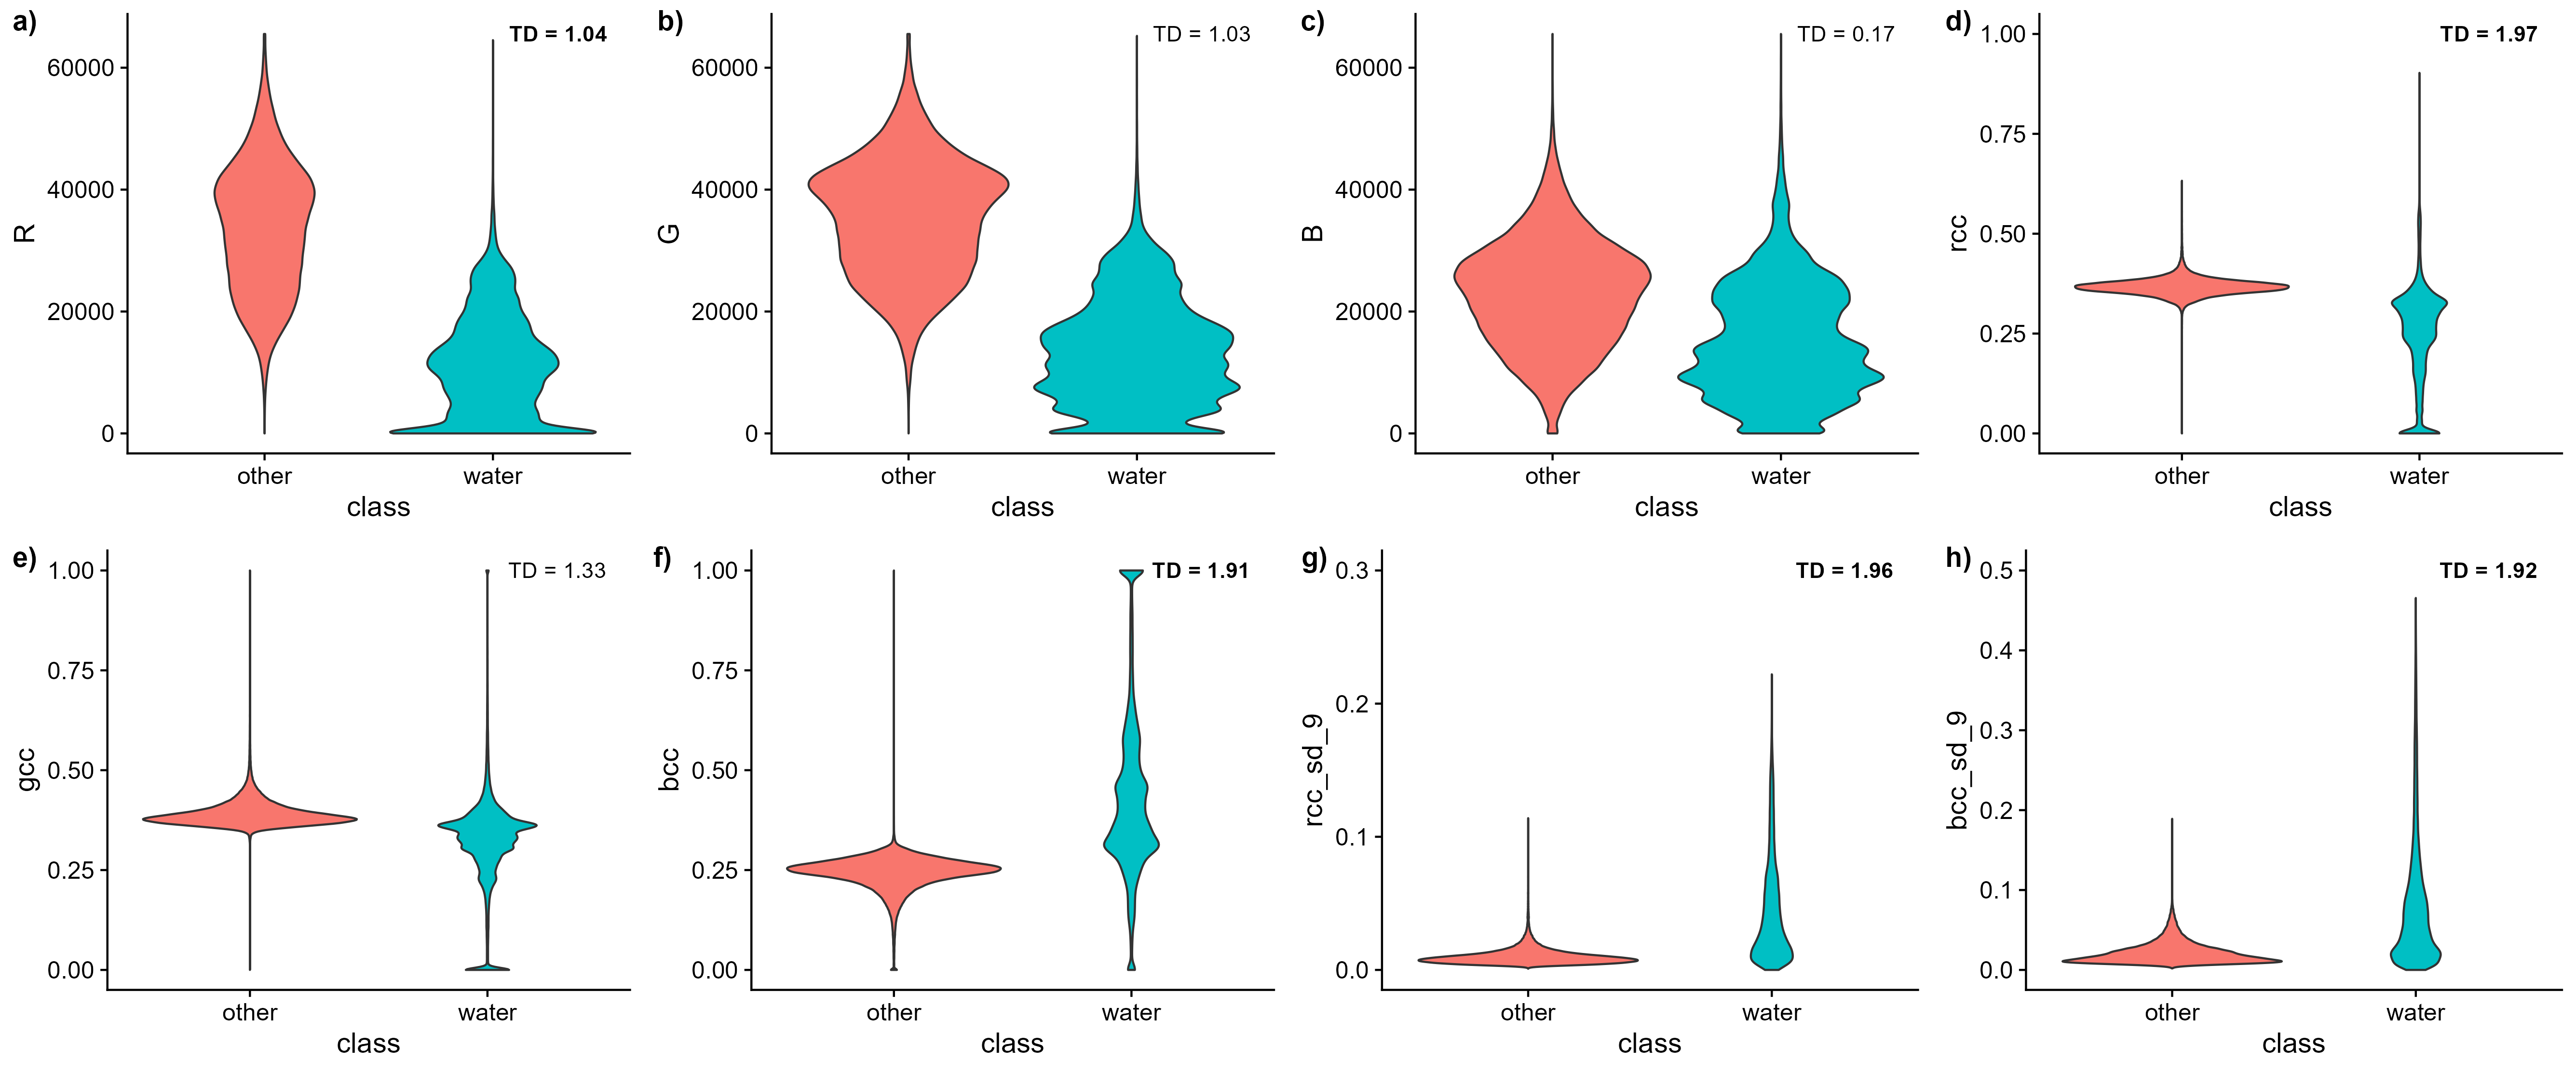 a)
TD = 1.04
R
60000
40000
20000
0
other water
class
b)
TD = 1.03
G
60000
40000
20000
0
other water
class
c)
TD = 0.17
B
60000
40000
20000
0
other water
class
d)
TD = 1.97
rcc
1.00
0.75
0.50
0.25
0.00
other water
class
e)
TD = 1.33
gcc
1.00
0.75
0.50
0.25
0.00
other water
class
f)
TD = 1.91
bcc
1.00
0.75
0.50
0.25
0.00
other water
class
g)
TD = 1.96
rcc_sd_9
0.3
0.2
0.1
0.0
other water
class
h)
TD = 1.92
bcc_sd_9
0.5
0.4
0.3
0.2
0.1
0.0
other water
class